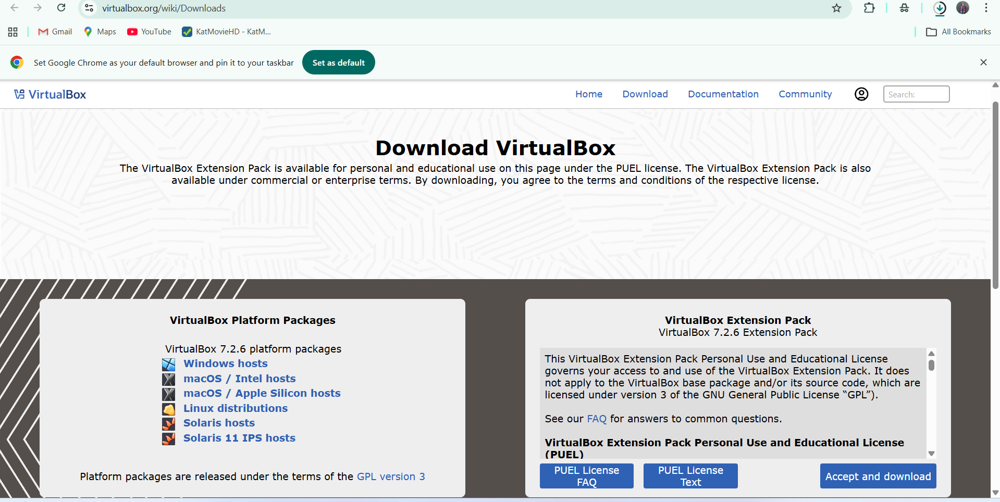 virtualbox.org/wiki/Downloads
Gmail
Maps
YouTube
KatMovieHD - KatM...
All Bookmarks
Set Google Chrome as your default browser and pin it to your taskbar
Set as default
VirtualBox
Home
Download
Documentation
Community
Search:
Download VirtualBox
The VirtualBox Extension Pack is available for personal and educational use on this page under the PUEL license. The VirtualBox Extension Pack is also
available under commercial or enterprise terms. By downloading, you agree to the terms and conditions of the respective license.
VirtualBox Platform Packages
VirtualBox 7.2.6 platform packages
Windows hosts
macOS / Intel hosts
macOS / Apple Silicon hosts
Linux distributions
Solaris hosts
Solaris 11 IPS hosts
Platform packages are released under the terms of the GPL version 3
VirtualBox Extension Pack
VirtualBox 7.2.6 Extension Pack
This VirtualBox Extension Pack Personal Use and Educational License
governs your access to and use of the VirtualBox Extension Pack. It does
not apply to the VirtualBox base package and/or its source code, which are
licensed under version 3 of the GNU General Public License “GPL”).
See our FAQ for answers to common questions.
VirtualBox Extension Pack Personal Use and Educational License
(PUEL)
PUEL License
FAQ
PUEL License
Text
Accept and download